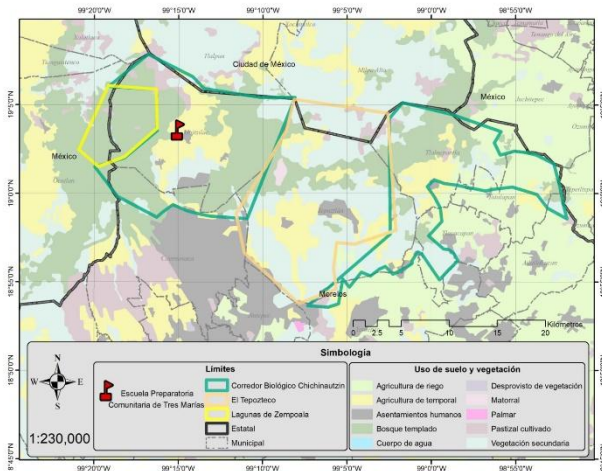 99°20'0"W 99°15'0"W 99°10'0"W 99°5'0"W 99°0'0"W 98°55'0"W
Ciudad de México
México
19°5'0"N
México
19°0'0"N
18°55'0"N
Morelos
0 2.5 5 10 15 20
Kilómetros
18°50'0"N
18°45'0"N
Simbología
N
W E
S
1:230,000
Escuela Preparatoria
Comunitaria de Tres Marías
Límites
Corredor Biológico Chichinautzin
El Tepozteco
Lagunas de Zempoala
Estatal
Municipal
Uso de suelo y vegetación
Agricultura de riego
Agricultura de temporal
Asentamientos humanos
Bosque templado
Cuerpo de agua
Desprovisto de vegetación
Matorral
Palmar
Pastizal cultivado
Vegetación secundaria
99°20'0"W 99°15'0"W 99°10'0"W 99°5'0"W 99°0'0"W 98°55'0"W